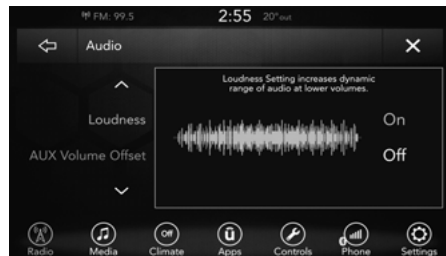 FM: 99.5 2:55 20°out
Audio
Loudness Setting increases dynamic
range of audio at lower volumes.
Loudness
On
AUX Volume Offset
Off
Off
Radio Media Climate Apps Controls Phone Settings